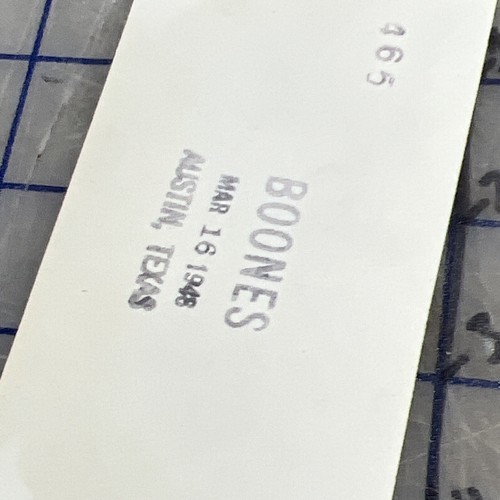 465
BOONES
MAR 16 1948
AUSTIN, TEXAS